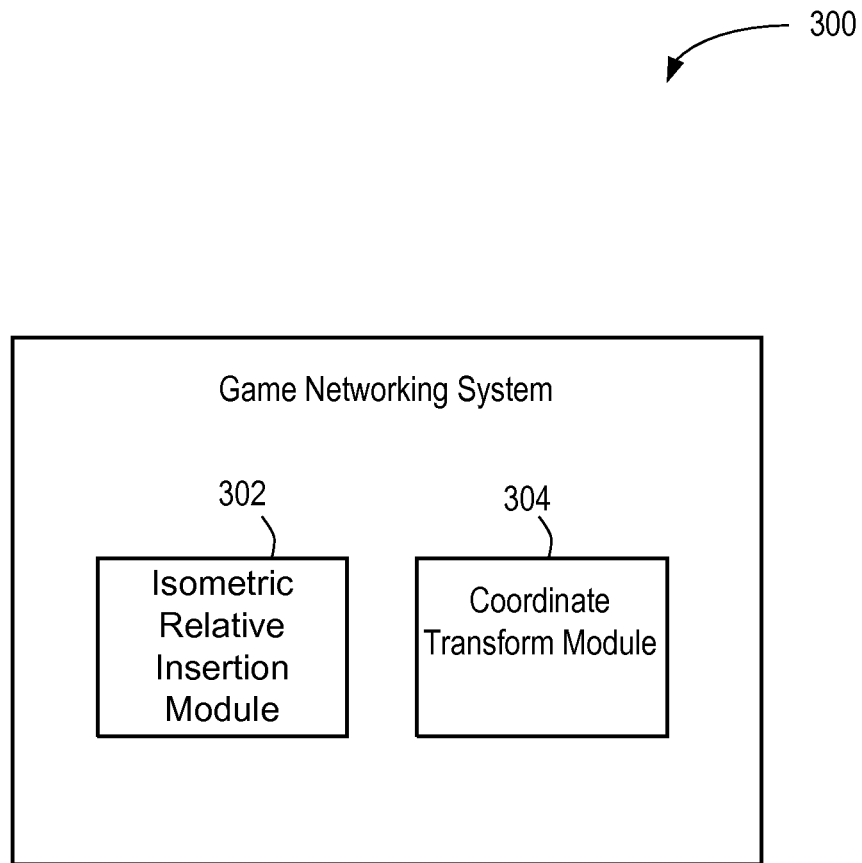 300
Game Networking System
302
304
Isometric
Relative
Insertion
Module
Coordinate
Transform Module